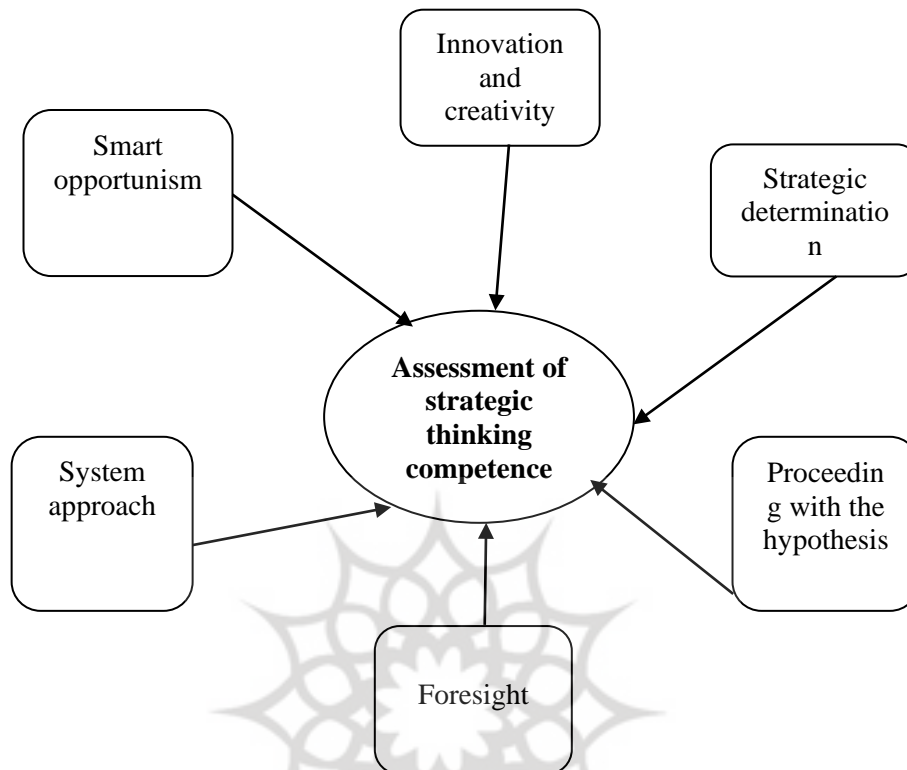 Innovation
and
creativity
Smart
opportunism
Strategic
determinatio
n
Assessment of
strategic
thinking
competence
System
approach
Proceedin
g with the
hypothesis
Foresight